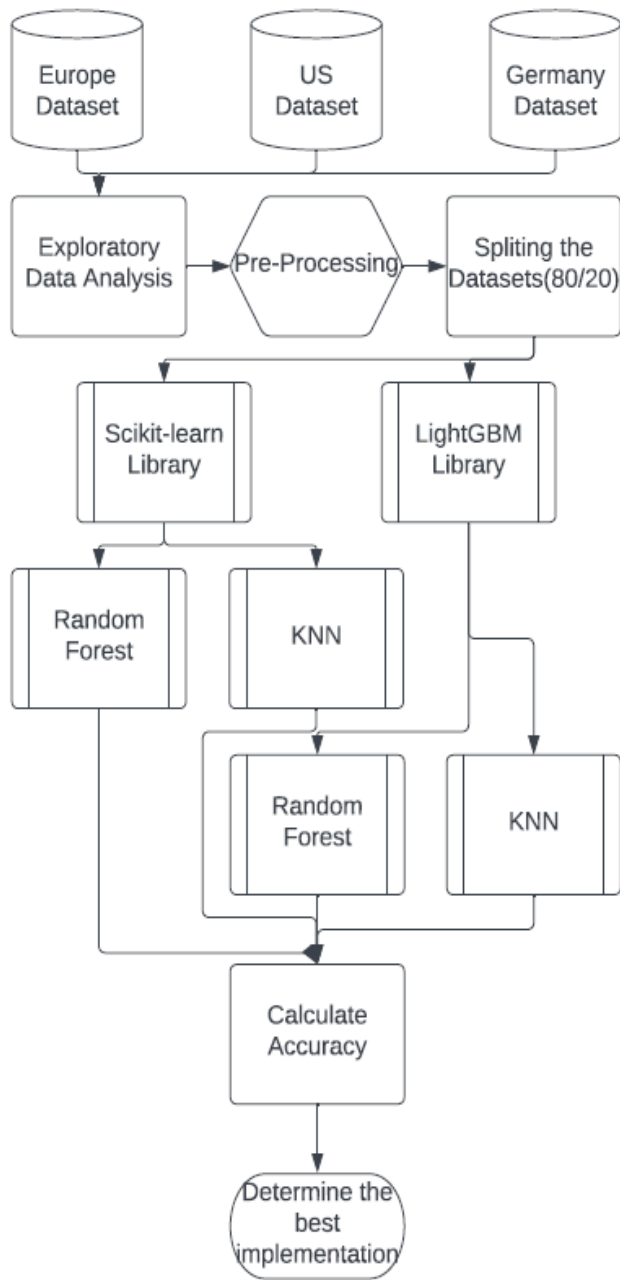 Europe
Dataset
US
Dataset
Germany
Dataset
Exploratory
Data Analysis
Pre-Processing
Spliting the
Datasets(80/20)
Scikit-learn
Library
LightGBM
Library
Random
Forest
KNN
Random
Forest
KNN
Calculate
Accuracy
Determine the
best
implementation